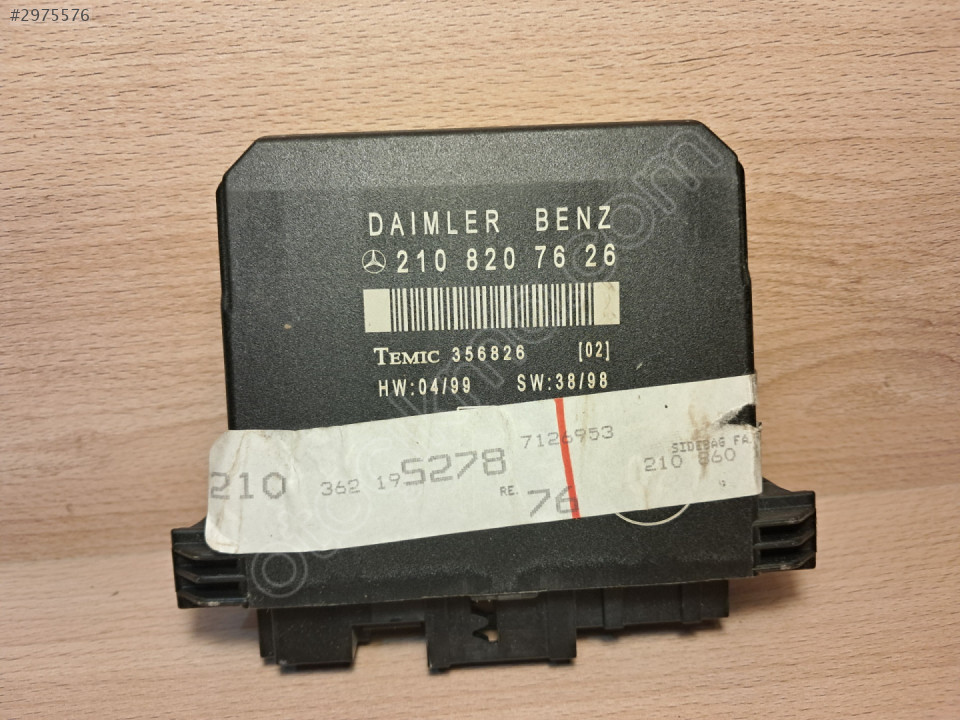 #2975576
DAIMLER BENZ
210 820 76 26
TEMIC 356826 [02]
HW:04/99 SW:38/98
7126953
SIDEBAG FA
210 362 19 5278 210 860
RE. 76